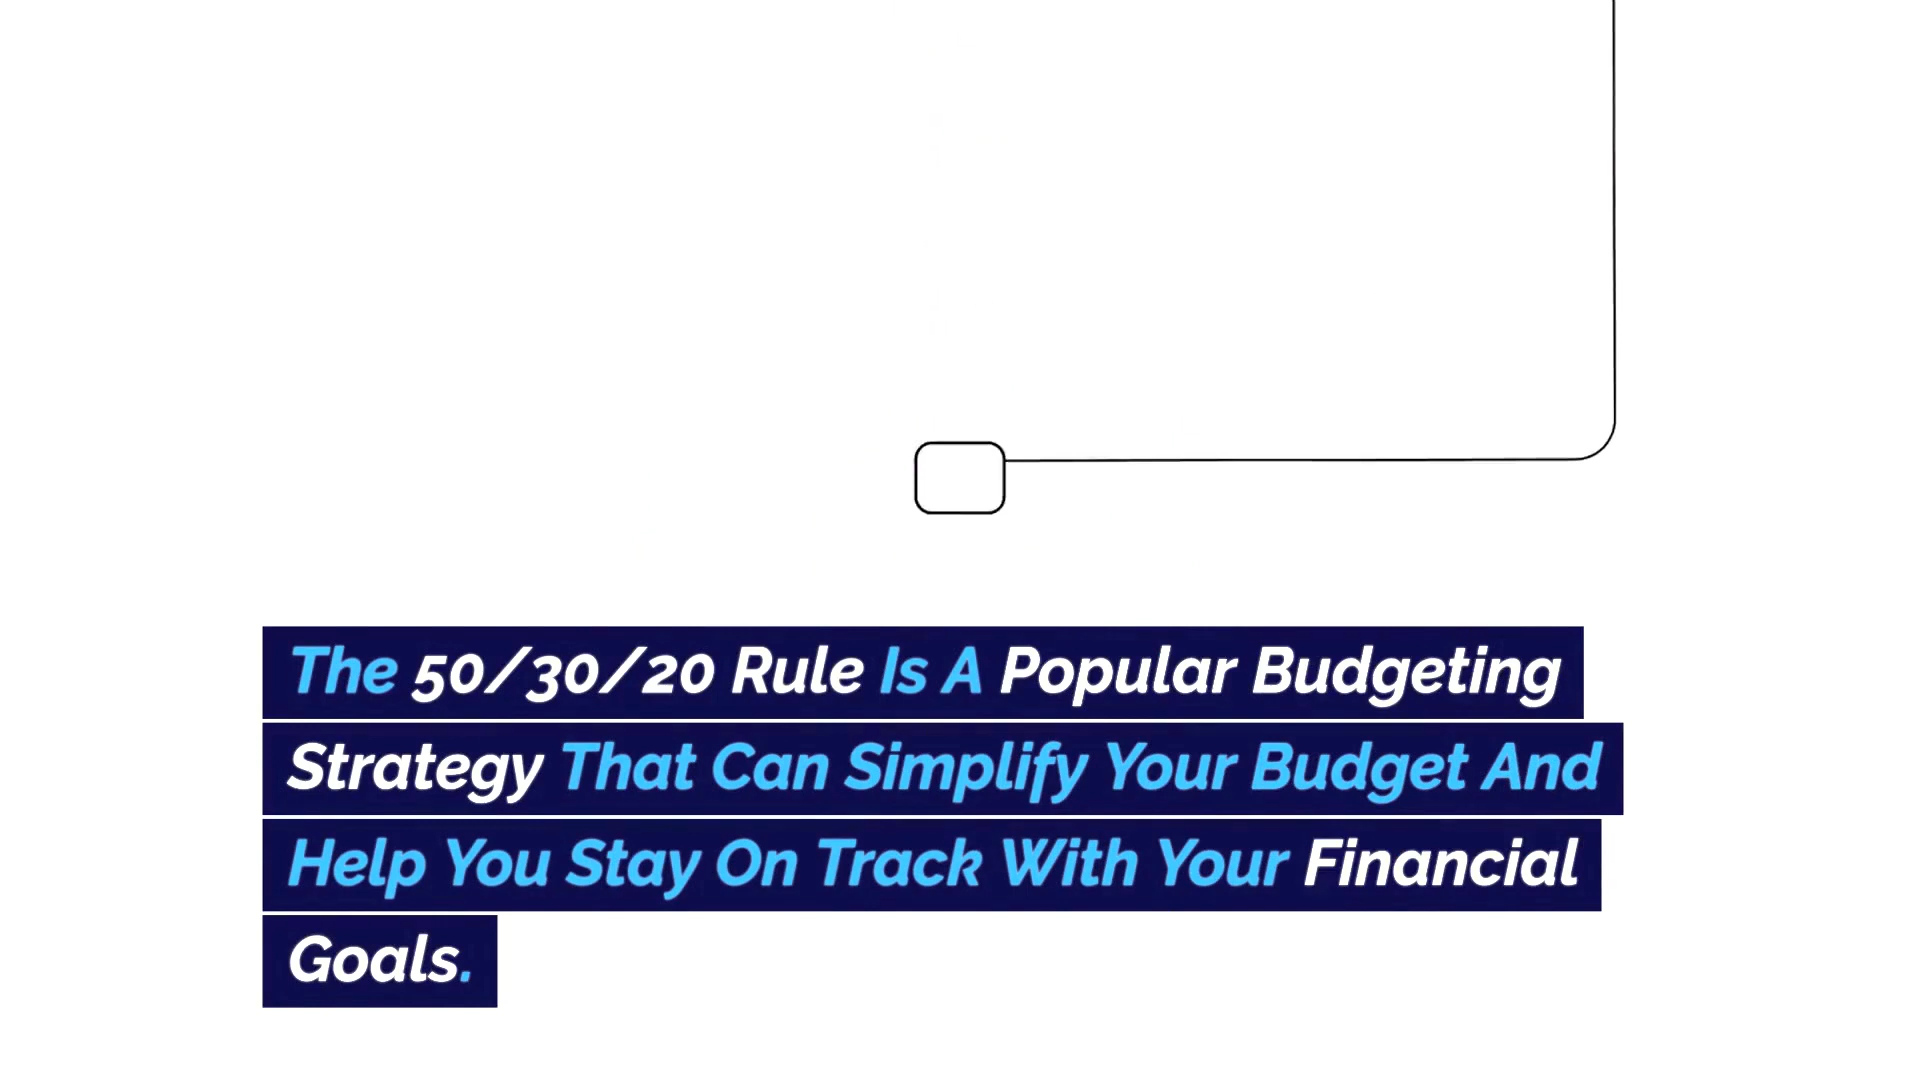 The 50/30/20 Rule Is A Popular Budgeting
Strategy That Can Simplify Your Budget And
Help You Stay On Track With Your Financial
Goals.